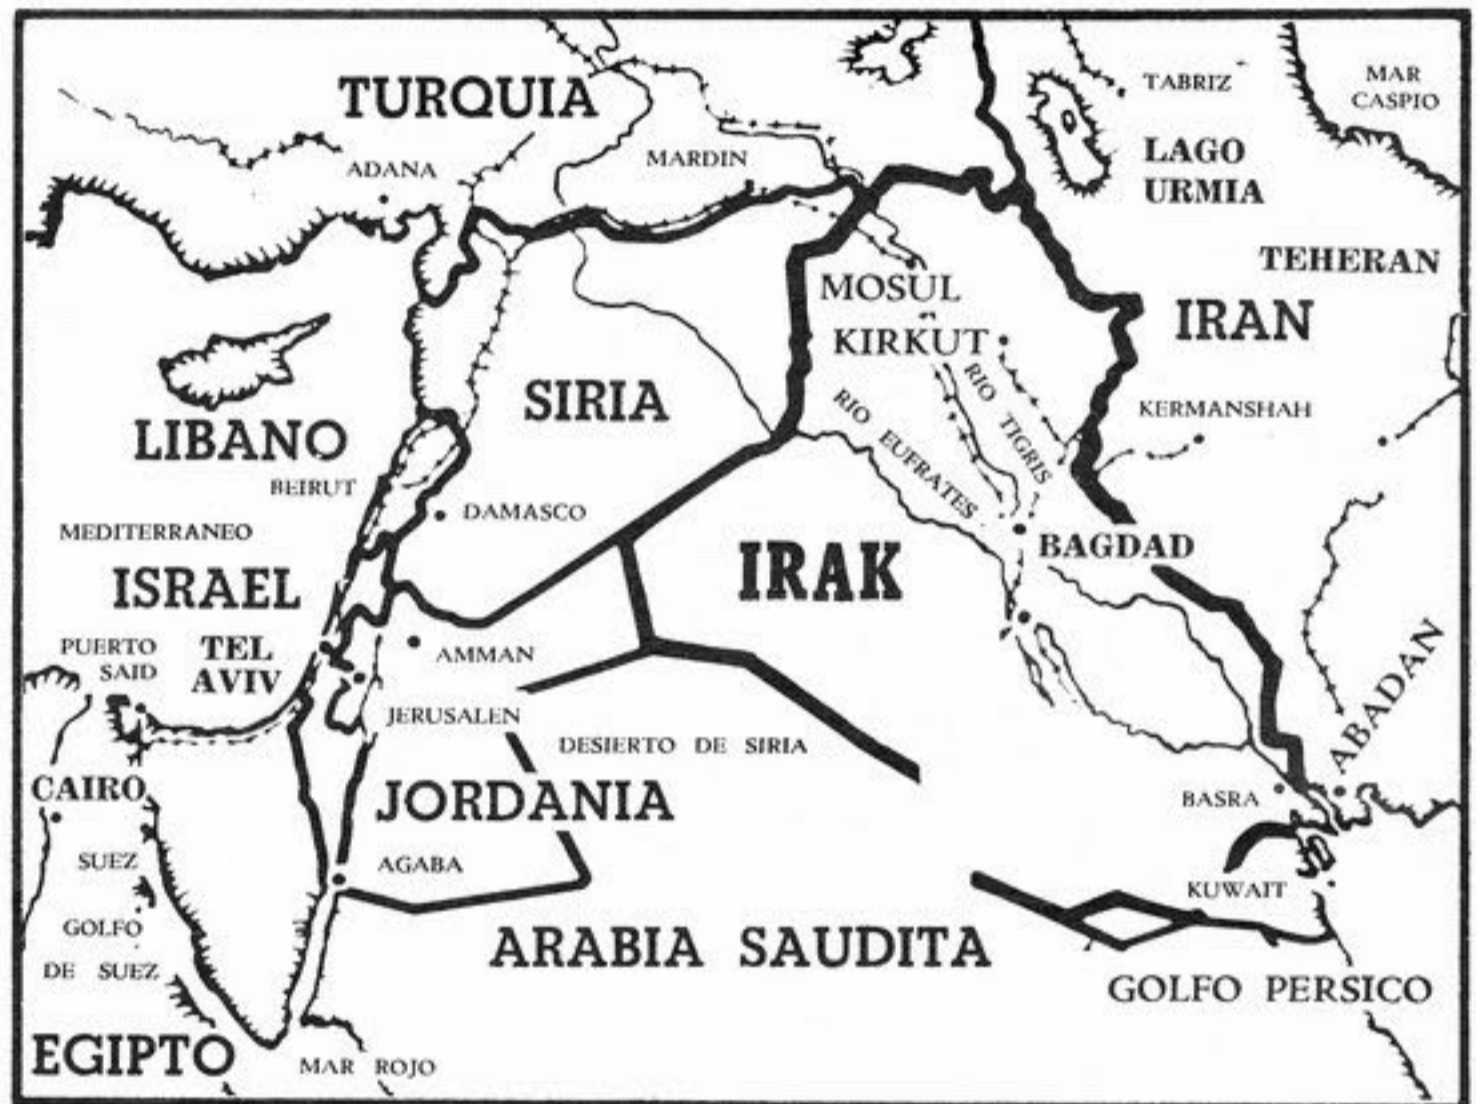 TURQUIA
ADANA
MARDIN
TABRIZ
MAR
CASPIO
LAGO
URMIA
TEHERAN
MOSUL
KIRKUT
IRAN
SIRIA
RIO TIGRIS
RIO EUFRATES
KERMANSHAH
LIBANO
BEIRUT
DAMASCO
MEDITERRANEO
ISRAEL
IRAK
BAGDAD
PUERTO
SAID
TEL
AVIV
AMMAN
JERUSALEN
DESIERTO DE SIRIA
ABADAN
CAIRO
JORDANIA
BASRA
SUEZ
AGABA
KUWAIT
GOLFO
DE SUEZ
ARABIA SAUDITA
GOLFO PERSICO
EGIPTO
MAR ROJO